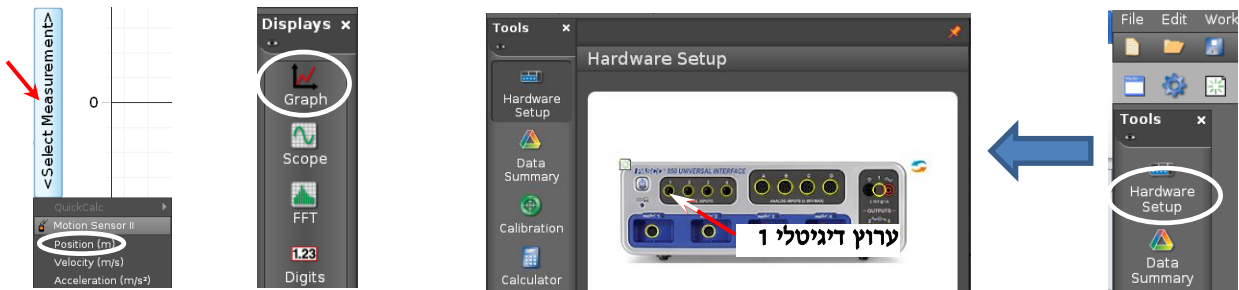 <Select Measurement>
0
QuickCalc
Motion Sensor II
Position (m)
Velocity (m/s)
Acceleration (m/s²)
Displays x
Graph
Scope
FFT
1.23
Digits
Tools x
Hardware
Setup
Data
Summary
Calibration
Calculator
Hardware Setup
850 UNIVERSAL INTERFACE
ערוץ דיגיטלי 1
File Edit Work
Tools x
Hardware
Setup
Data
Summary